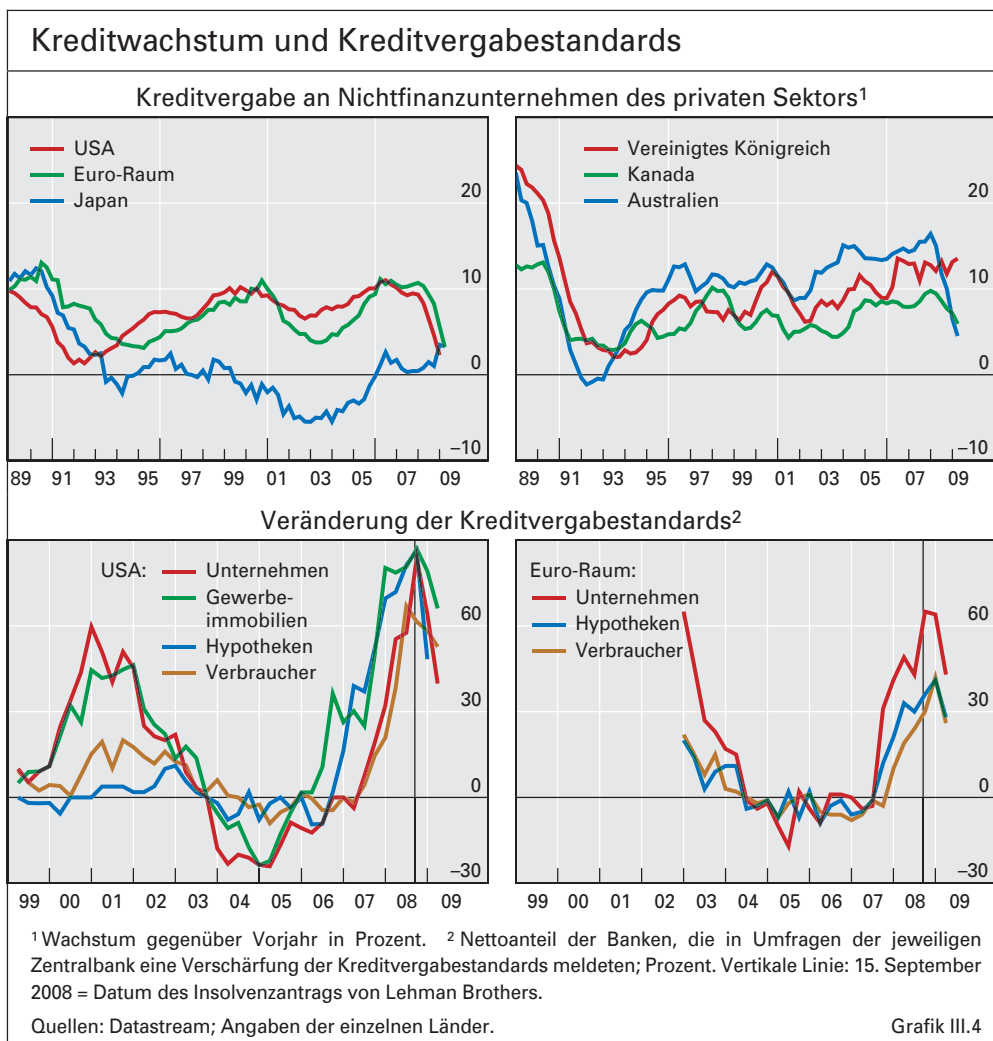 Kreditwachstum und Kreditvergabestandards
Kreditvergabe an Nichtfinanzunternehmen des privaten Sektors¹
USA
Euro-Raum
Japan
20
10
0
–10
89 91 93 95 97 99 01 03 05 07 09
Vereinigtes Königreich
Kanada
Australien
20
10
0
–10
89 91 93 95 97 99 01 03 05 07 09
Veränderung der Kreditvergabestandards²
USA:
Unternehmen
Gewerbe-
immobilien
Hypotheken
Verbraucher
60
30
0
–30
99 00 01 02 03 04 05 06 07 08 09
Euro-Raum:
Unternehmen
Hypotheken
Verbraucher
60
30
0
–30
99 00 01 02 03 04 05 06 07 08 09
¹ Wachstum gegenüber Vorjahr in Prozent. ² Nettoanteil der Banken, die in Umfragen der jeweiligen
Zentralbank eine Verschärfung der Kreditvergabestandards meldeten; Prozent. Vertikale Linie: 15. September
2008 = Datum des Insolvenzantrags von Lehman Brothers.
Quellen: Datastream; Angaben der einzelnen Länder. Grafik III.4